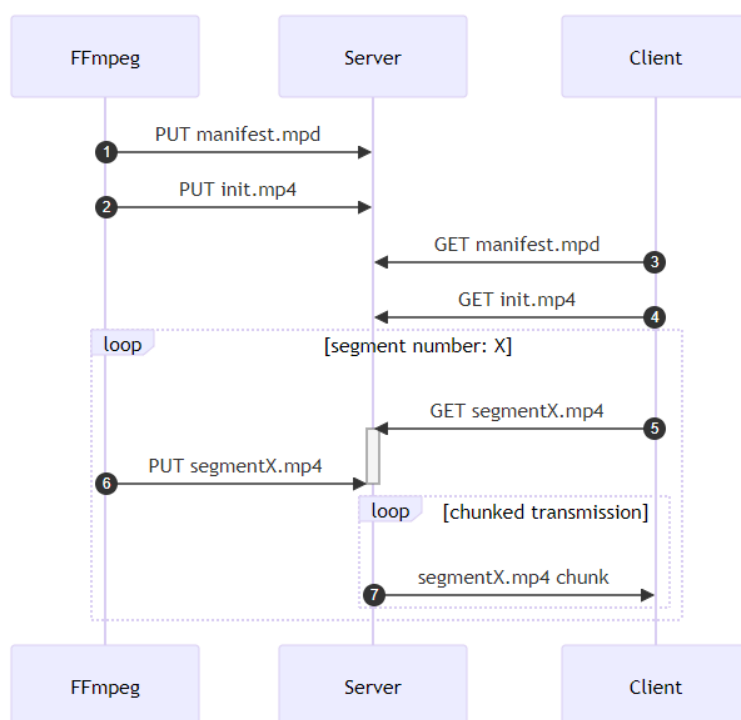 FFmpeg
Server
Client
PUT manifest.mpd
1
PUT init.mp4
2
GET manifest.mpd
3
GET init.mp4
4
loop
[segment number: X]
GET segmentX.mp4
5
PUT segmentX.mp4
6
loop
[chunked transmission]
segmentX.mp4 chunk
7
FFmpeg
Server
Client